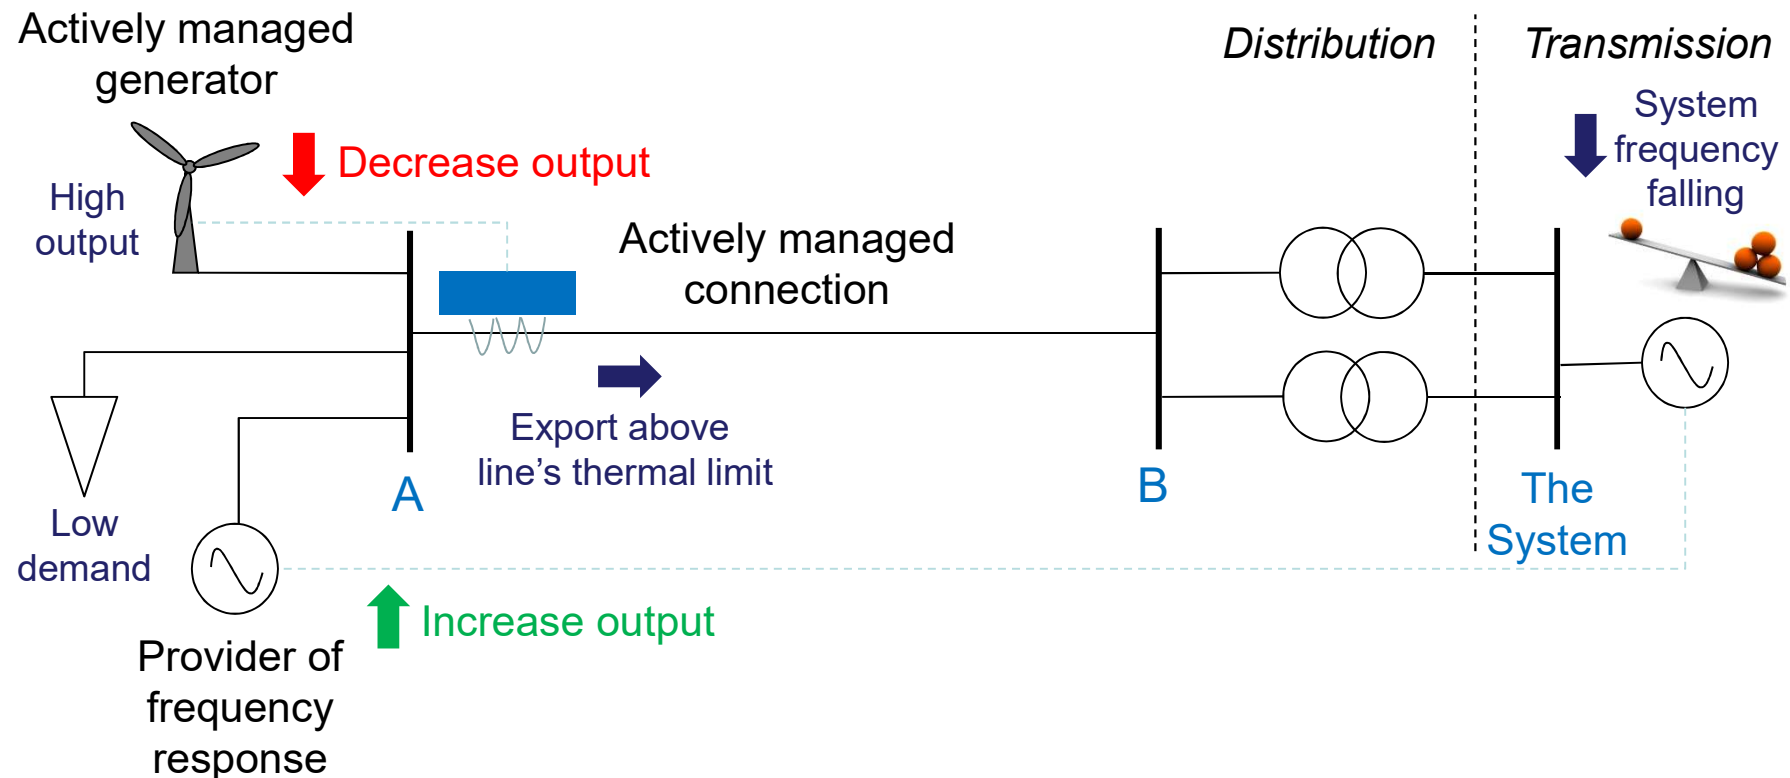 Actively managed
generator
Distribution
Transmission
System
frequency
falling
Decrease output
High
output
Actively managed
connection
Export above
line's thermal limit
A
B
The
System
Low
demand
Increase output
Provider of
frequency
response